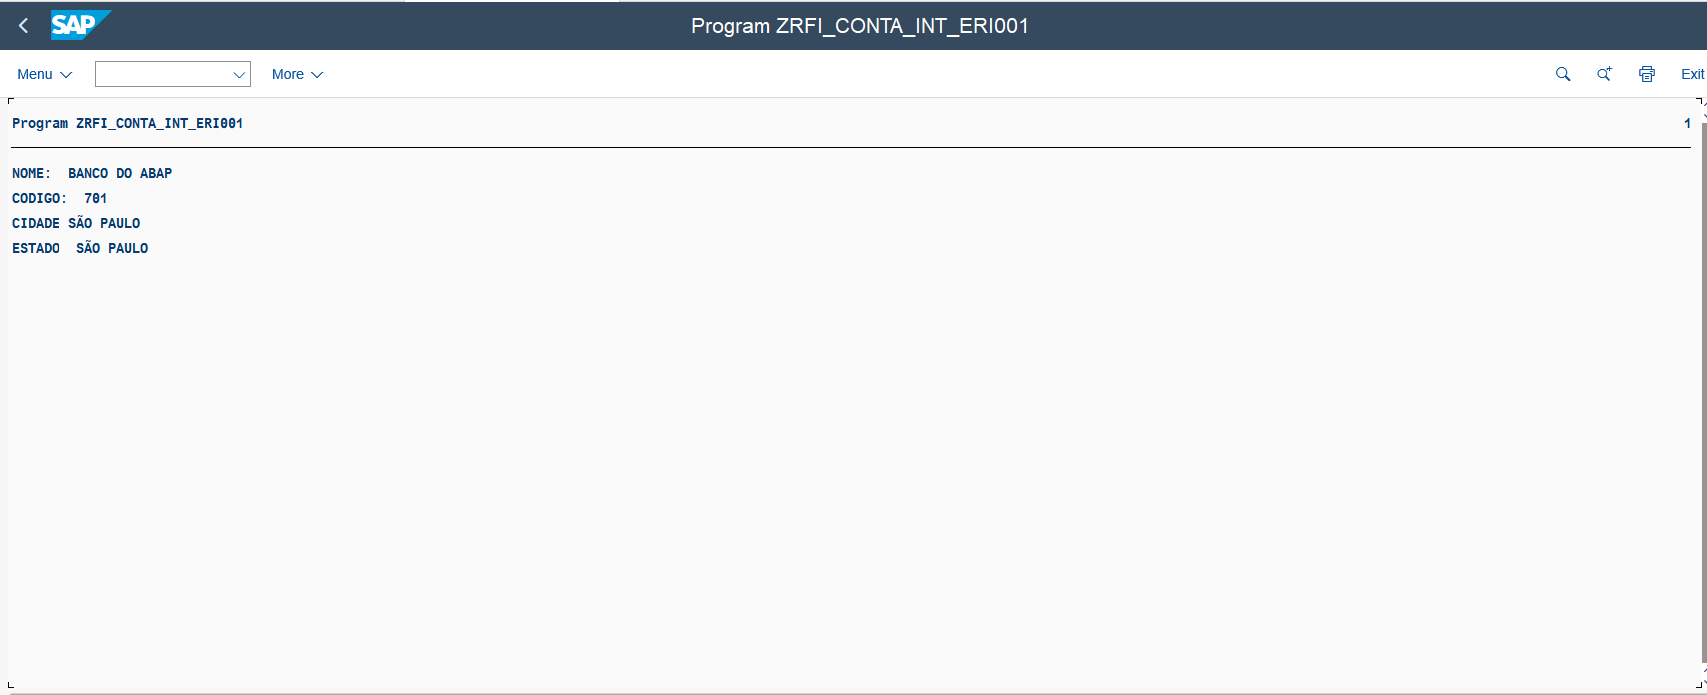 SAP Program ZRFI_CONTA_INT_ERI001
Menu More Exit
Program ZRFI_CONTA_INT_ERI001 1
NOME: BANCO DO ABAP
CODIGO: 701
CIDADE SÃO PAULO
ESTADO SÃO PAULO